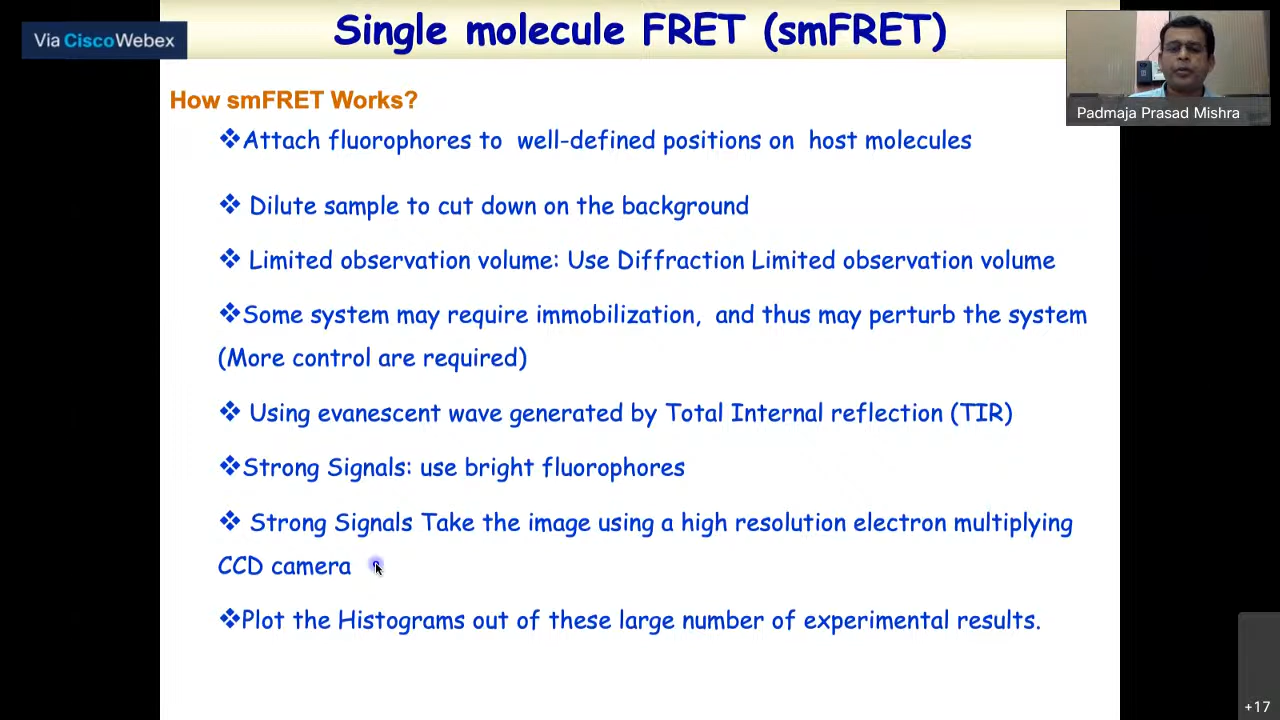 Via CiscoWebex
Single molecule FRET (smFRET)
Padmaja Prasad Mishra
How smFRET Works?
❖Attach fluorophores to well-defined positions on host molecules
❖ Dilute sample to cut down on the background
❖ Limited observation volume: Use Diffraction Limited observation volume
❖Some system may require immobilization, and thus may perturb the system
(More control are required)
❖ Using evanescent wave generated by Total Internal reflection (TIR)
❖Strong Signals: use bright fluorophores
❖ Strong Signals Take the image using a high resolution electron multiplying
CCD camera
❖Plot the Histograms out of these large number of experimental results.
+17